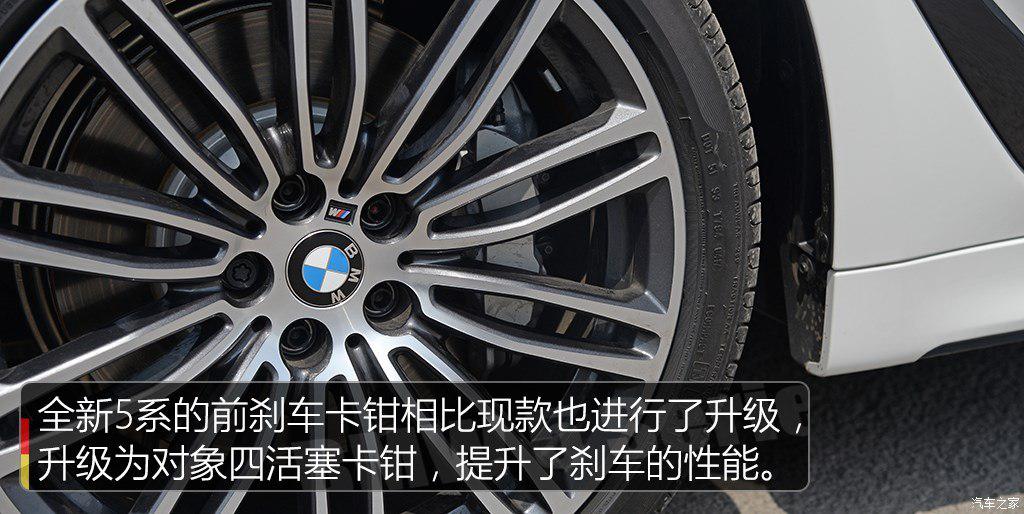 BMW
全新5系的前刹车卡钳相比现款也进行了升级，
升级为对象四活塞卡钳，提升了刹车的性能。
汽车之家